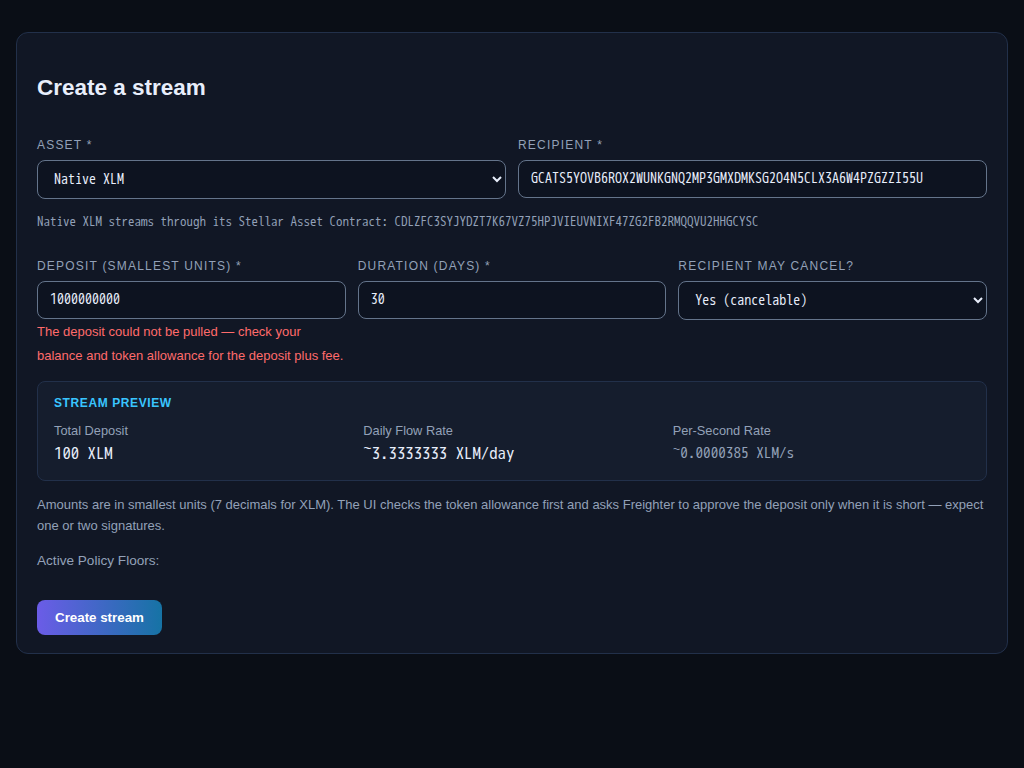 Create a stream
ASSET *
RECIPIENT *
Native XLM
GCATS5YOVB6ROX2WUNKGNQ2MP3GMXDMKSG2O4N5CLX3A6W4PZGZZI55U
Native XLM streams through its Stellar Asset Contract: CDLZFC3SYJYDZT7K67VZ75HPJVIEUVNIXF47ZG2FB2RMQQVU2HHGCYSC
DEPOSIT (SMALLEST UNITS) *
DURATION (DAYS) *
RECIPIENT MAY CANCEL?
1000000000
30
Yes (cancelable)
The deposit could not be pulled — check your
balance and token allowance for the deposit plus fee.
STREAM PREVIEW
Total Deposit
Daily Flow Rate
Per-Second Rate
100 XLM
~3.3333333 XLM/day
~0.0000385 XLM/s
Amounts are in smallest units (7 decimals for XLM). The UI checks the token allowance first and asks Freighter to approve the deposit only when it is short — expect
one or two signatures.
Active Policy Floors:
Create stream